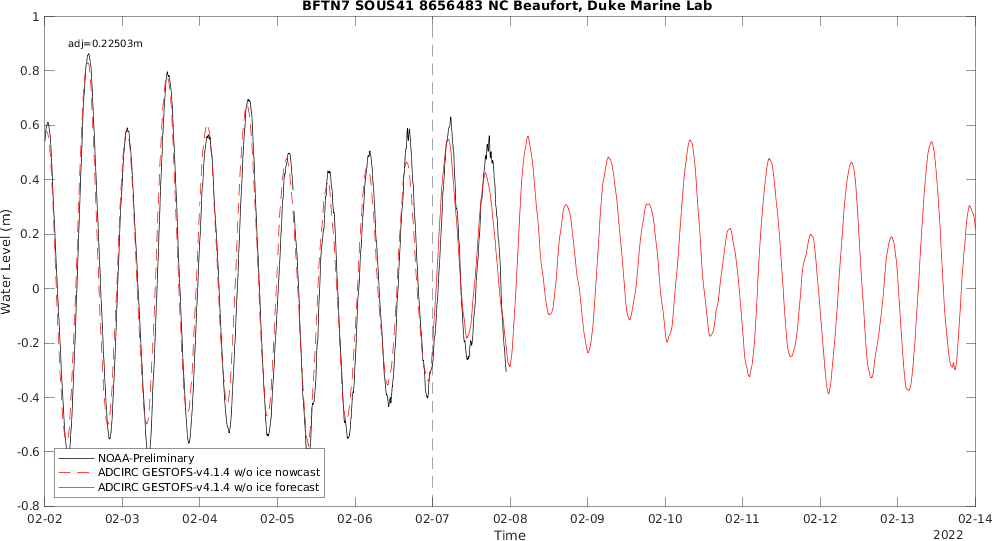 BFTN7 SOUS41 8656483 NC Beaufort, Duke Marine Lab
adj=0.22503m
1
0.8
0.6
0.4
0.2
0
-0.2
-0.4
-0.6
-0.8
Water Level (m)
NOAA-Preliminary
ADCIRC GESTOFS-v4.1.4 w/o ice nowcast
ADCIRC GESTOFS-v4.1.4 w/o ice forecast
02-02 02-03 02-04 02-05 02-06 02-07 02-08 02-09 02-10 02-11 02-12 02-13 02-14
Time
2022